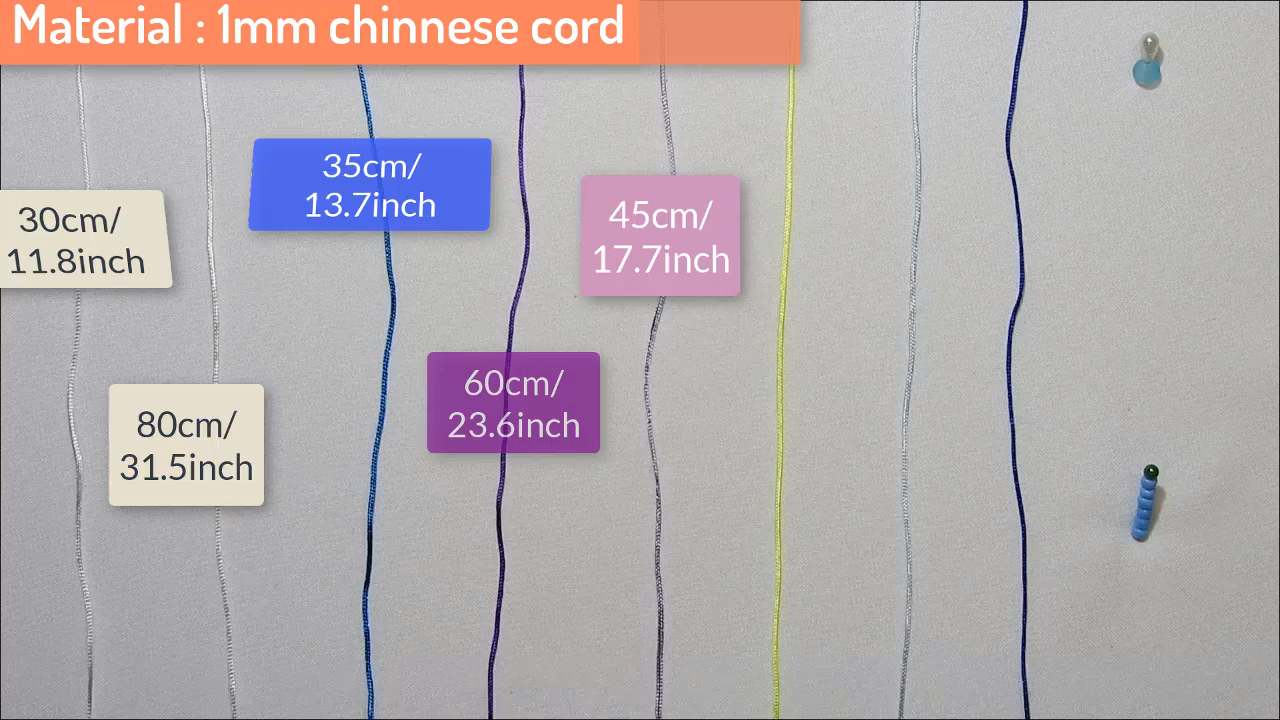 Material : 1mm chinnese cord
35cm/
13.7inch
30cm/
11.8inch
45cm/
17.7inch
60cm/
23.6inch
80cm/
31.5inch